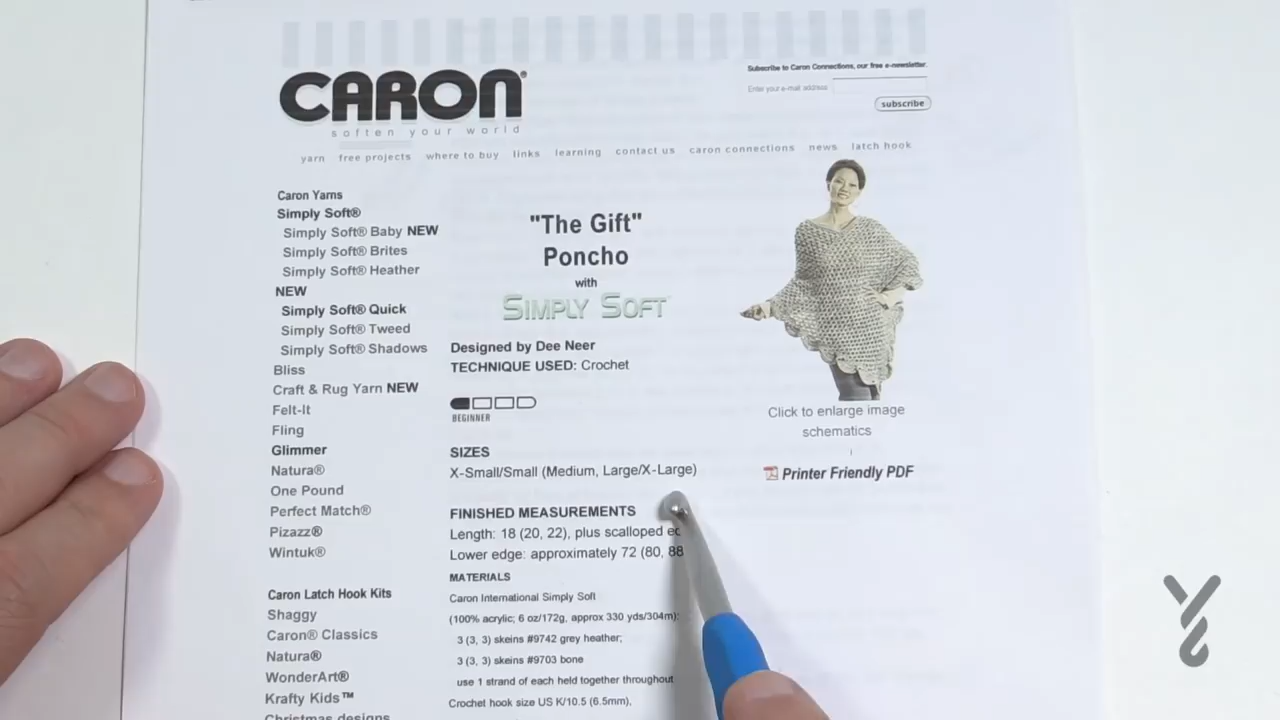 CARON®
soften your world
Subscribe to Caron Connections, our free e-newsletter.
Enter your e-mail address
subscribe
yarn free projects where to buy links learning contact us caron connections news latch hook
Caron Yarns
Simply Soft®
Simply Soft® Baby NEW
Simply Soft® Brites
Simply Soft® Heather
NEW
Simply Soft® Quick
Simply Soft® Tweed
Simply Soft® Shadows
Bliss
Craft & Rug Yarn NEW
Felt-It
Fling
Glimmer
Natura®
One Pound
Perfect Match®
Pizazz®
Wintuk®
Caron Latch Hook Kits
Shaggy
Caron® Classics
Natura®
WonderArt®
Krafty Kids™
Christmas designs
"The Gift"
Poncho
with
SIMPLY SOFT
Designed by Dee Neer
TECHNIQUE USED: Crochet
BEGINNER
SIZES
X-Small/Small (Medium, Large/X-Large)
FINISHED MEASUREMENTS
Length: 18 (20, 22), plus scalloped
Lower edge: approximately 72 (80, 88
MATERIALS
Caron International Simply Soft
(100% acrylic; 6 oz/172g, approx 330 yds/304m):
3 (3, 3) skeins #9742 grey heather;
3 (3, 3) skeins #9703 bone
use 1 strand of each held together throughout
Crochet hook size US K/10.5 (6.5mm),
Click to enlarge image
schematics
Printer Friendly PDF